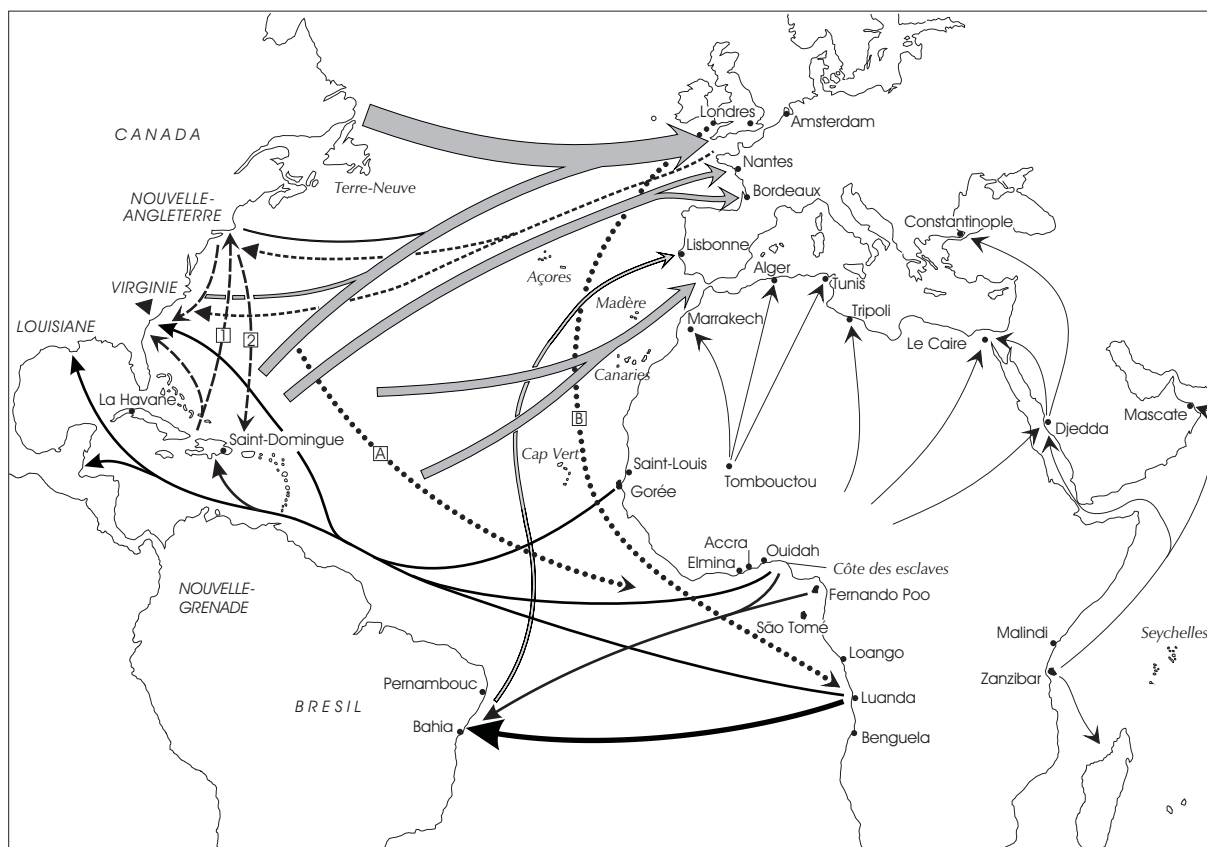 CANADA
Terre-Neuve
NOUVELLE-
ANGLETERRE
VIRGINIE
LOUISIANE
1
2
La Havane
Saint-Domingue
A
B
Londres
Amsterdam
Nantes
Bordeaux
Lisbonne
Açores
Madère
Canaries
Cap Vert
Constantinople
Alger
Tunis
Tripoli
Marrakech
Le Caire
Mascate
Djedda
Saint-Louis
Gorée
Tombouctou
Accra
Ouidah
Elmina
Côte des esclaves
Fernando Poo
São Tomé
NOUVELLE-
GRENADE
Loango
Malindi
Seychelles
Zanzibar
Pernambouc
BRESIL
Luanda
Bahia
Benguela